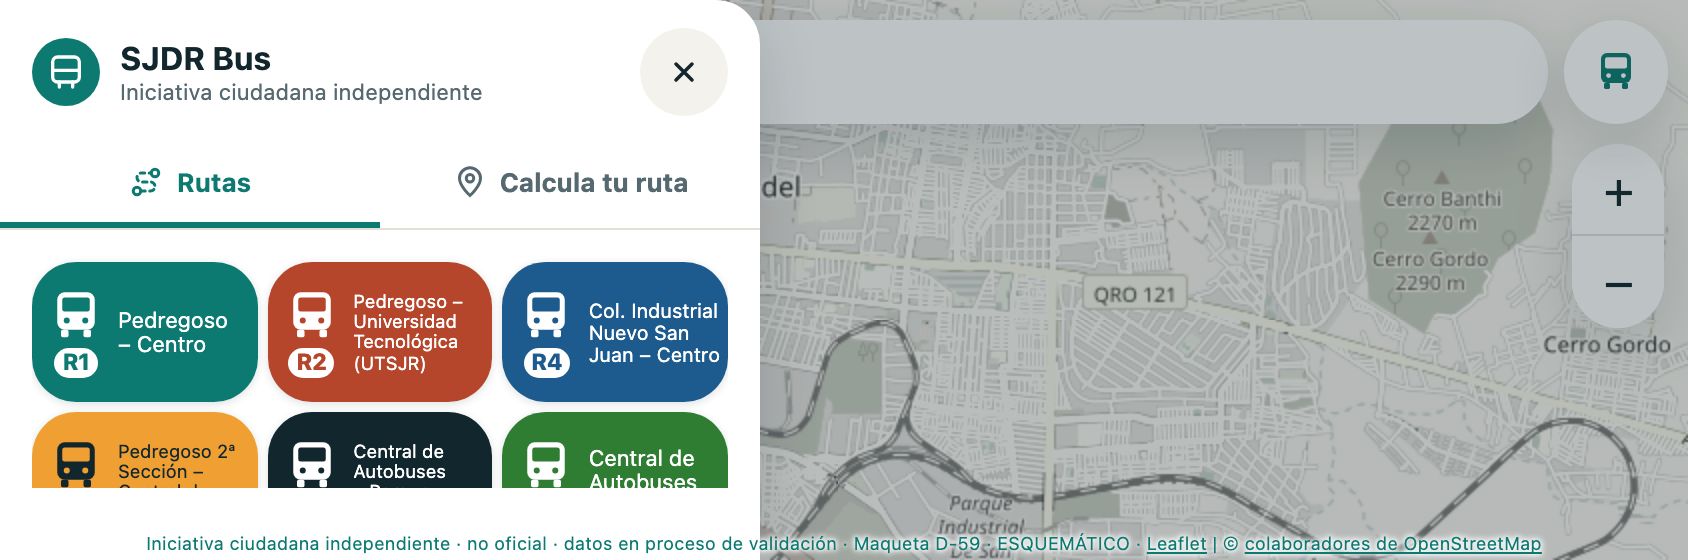 SJDR Bus
Iniciativa ciudadana independiente
Rutas
Calcula tu ruta
R1
Pedregoso
– Centro
R2
Pedregoso –
Universidad
Tecnológica
(UTSJR)
R4
Col. Industrial
Nuevo San
Juan – Centro
Pedregoso 2ª
Sección –
Central de
Autobuses
Central de
Autobuses
del
QRO 121
Cerro Banthi
2270 m
Cerro Gordo
2290 m
Cerro Gordo
Parque
Industrial
Iniciativa ciudadana independiente · no oficial · datos en proceso de validación · Maqueta D-59 · ESQUEMÁTICO · Leaflet | © colaboradores de OpenStreetMap